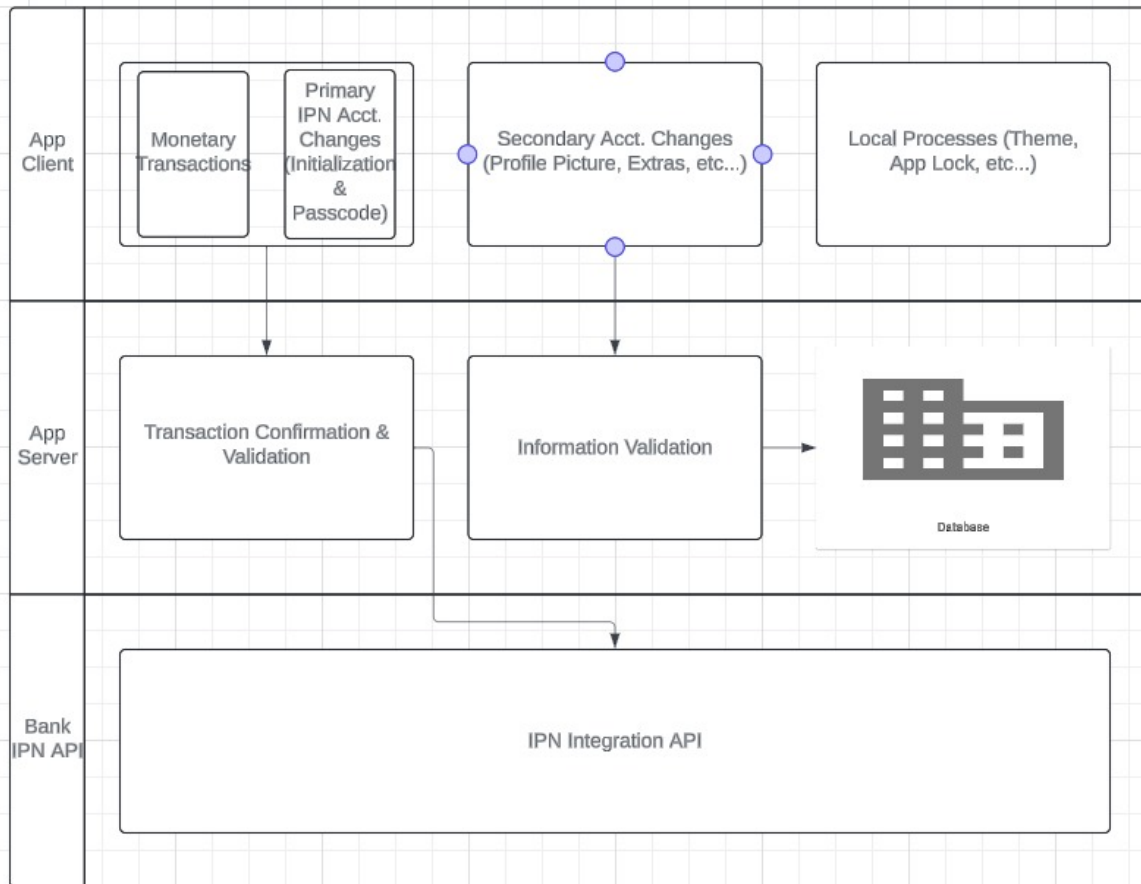 App
Client
Monetary
Transactions
Primary
IPN Acct.
Changes
(Initialization
&
Passcode)
Secondary Acct. Changes
(Profile Picture, Extras, etc...)
Local Processes (Theme,
App Lock, etc...)
App
Server
Transaction Confirmation &
Validation
Information Validation
Database
Bank
IPN API
IPN Integration API